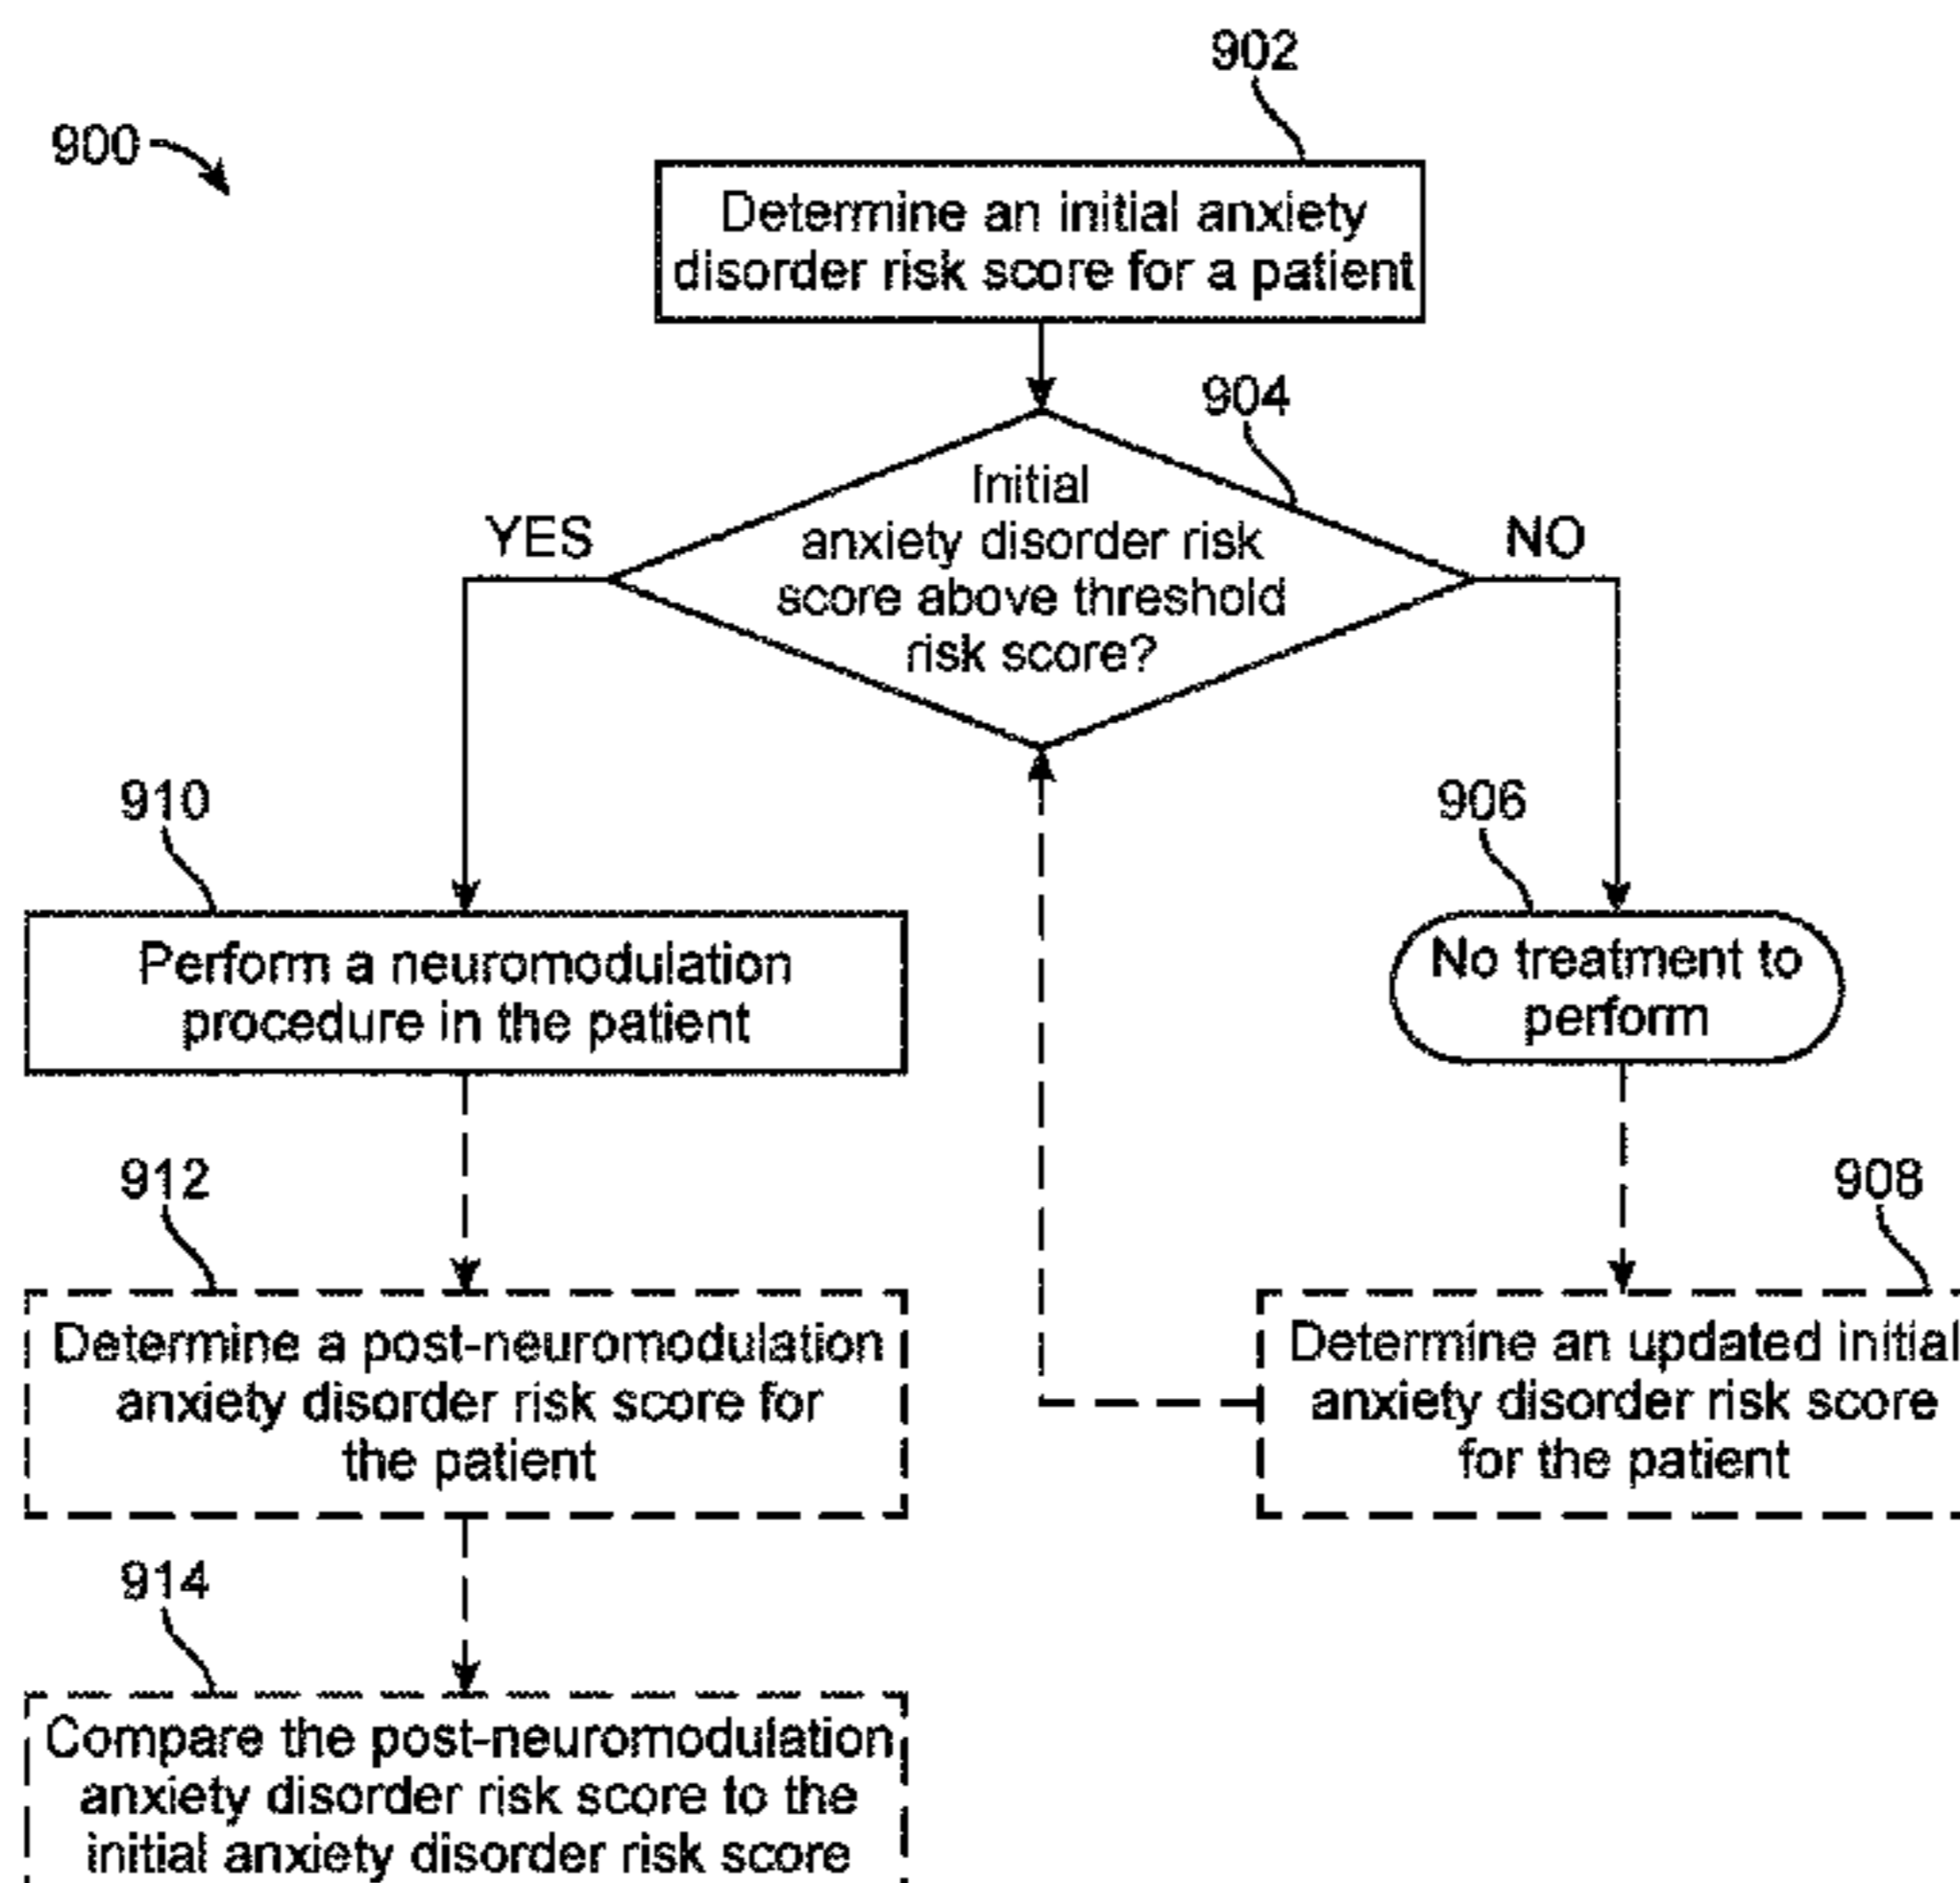 902
900
Determine an initial anxiety
disorder risk score for a patient
904
Initial
anxiety disorder risk
score above threshold
risk score?
YES
NO
910
906
Perform a neuromodulation
procedure in the patient
No treatment to
perform
912
908
Determine a post-neuromodulation
anxiety disorder risk score for
the patient
Determine an updated initial
anxiety disorder risk score
for the patient
914
Compare the post-neuromodulation
anxiety disorder risk score to the
initial anxiety disorder risk score